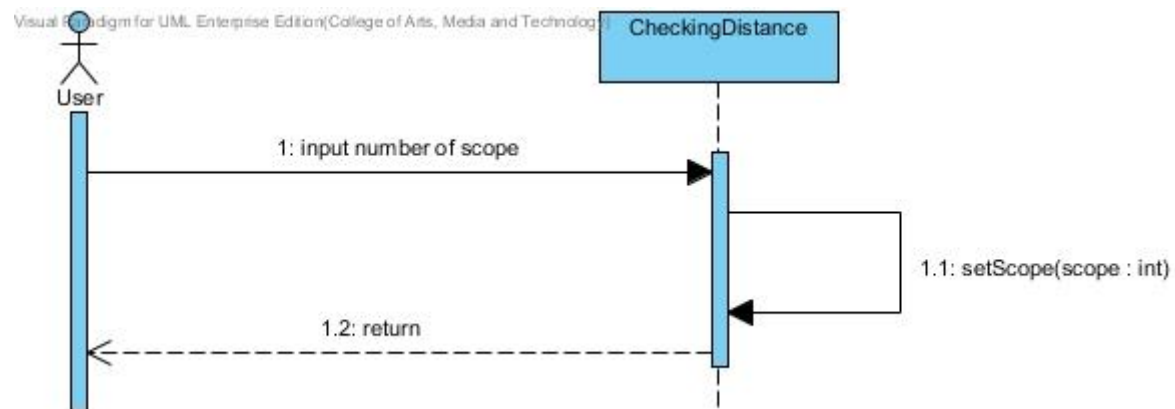 Visual Paradigm for UML Enterprise Edition(College of Arts, Media and Technology)
CheckingDistance
User
1: input number of scope
1.1: setScope(scope : int)
1.2: return